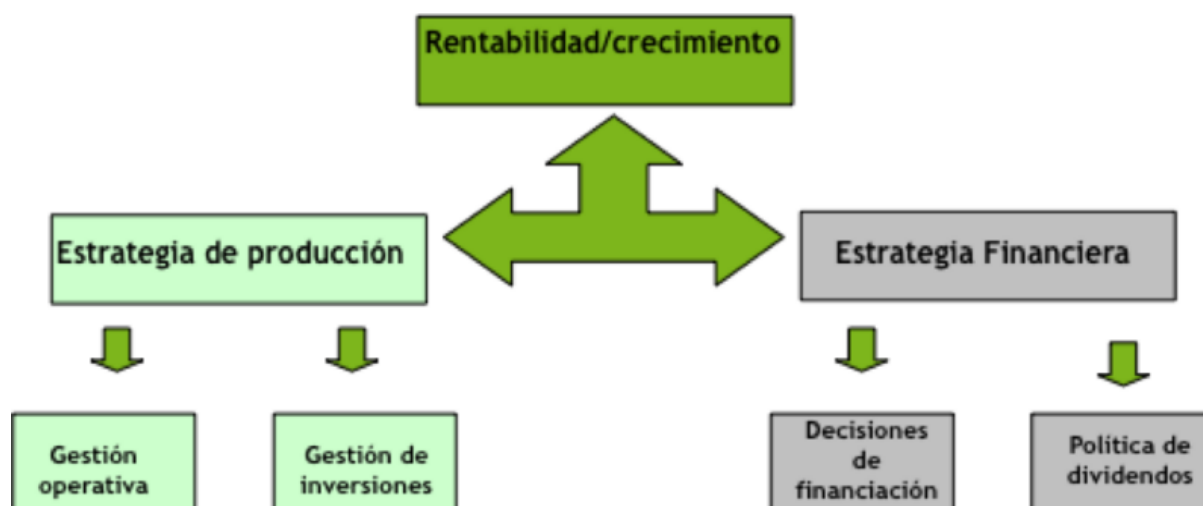 Rentabilidad/crecimiento
Estrategia de producción
Estrategia Financiera
Gestión
operativa
Gestión de
inversiones
Decisiones
de
financiación
Política de
dividendos